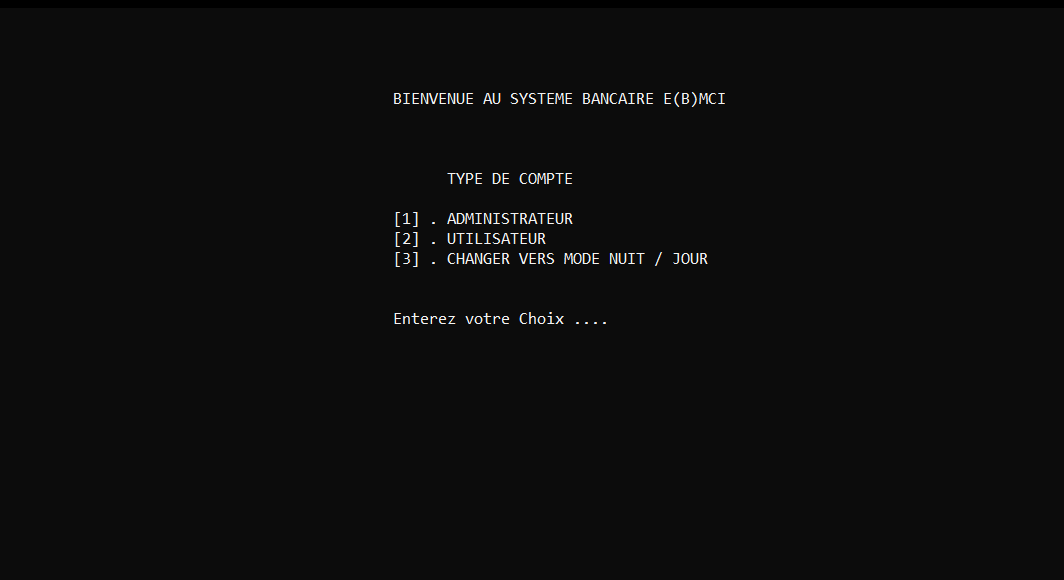 BIENVENUE AU SYSTEME BANCAIRE E(B)MCI
TYPE DE COMPTE
[1] . ADMINISTRATEUR
[2] . UTILISATEUR
[3] . CHANGER VERS MODE NUIT / JOUR
Enterez votre Choix ....